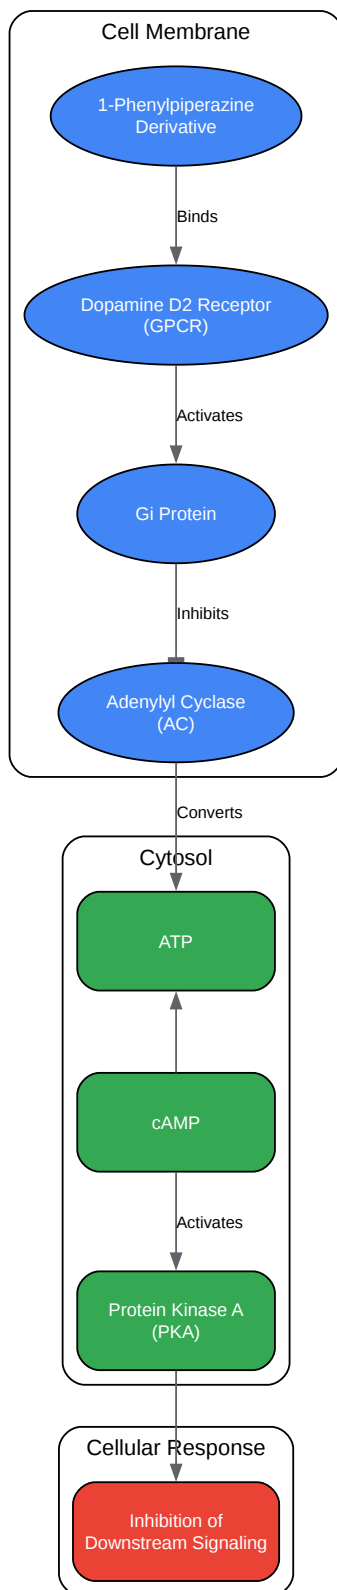 Cell Membrane
1-Phenylpiperazine
Derivative
Binds
Dopamine D2 Receptor
(GPCR)
Activates
Gi Protein
Inhibits
Adenylyl Cyclase
(AC)
Converts
Cytosol
ATP
cAMP
Activates
Protein Kinase A
(PKA)
Cellular Response
Inhibition of
Downstream Signaling